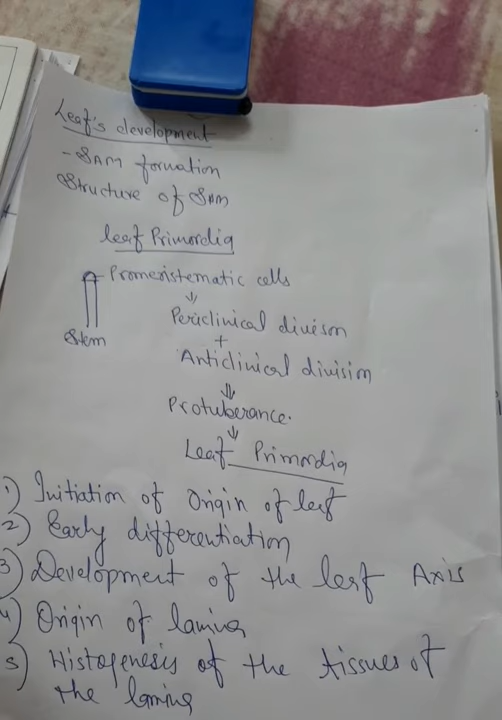 Leaf's development
- SAM formation
Structure of SAM
leaf Primordia
Promeristematic cells
⇓
Stem
Periclinical divison
+
Anticlinical division
⇓
Protuberance.
⇓
Leaf Primordia
1) Initiation of Origin of leaf
2) Early differentiation
3) Development of the leaf Axis
4) Origin of lamina
5) Histogenesis of the tissues of
the lamina